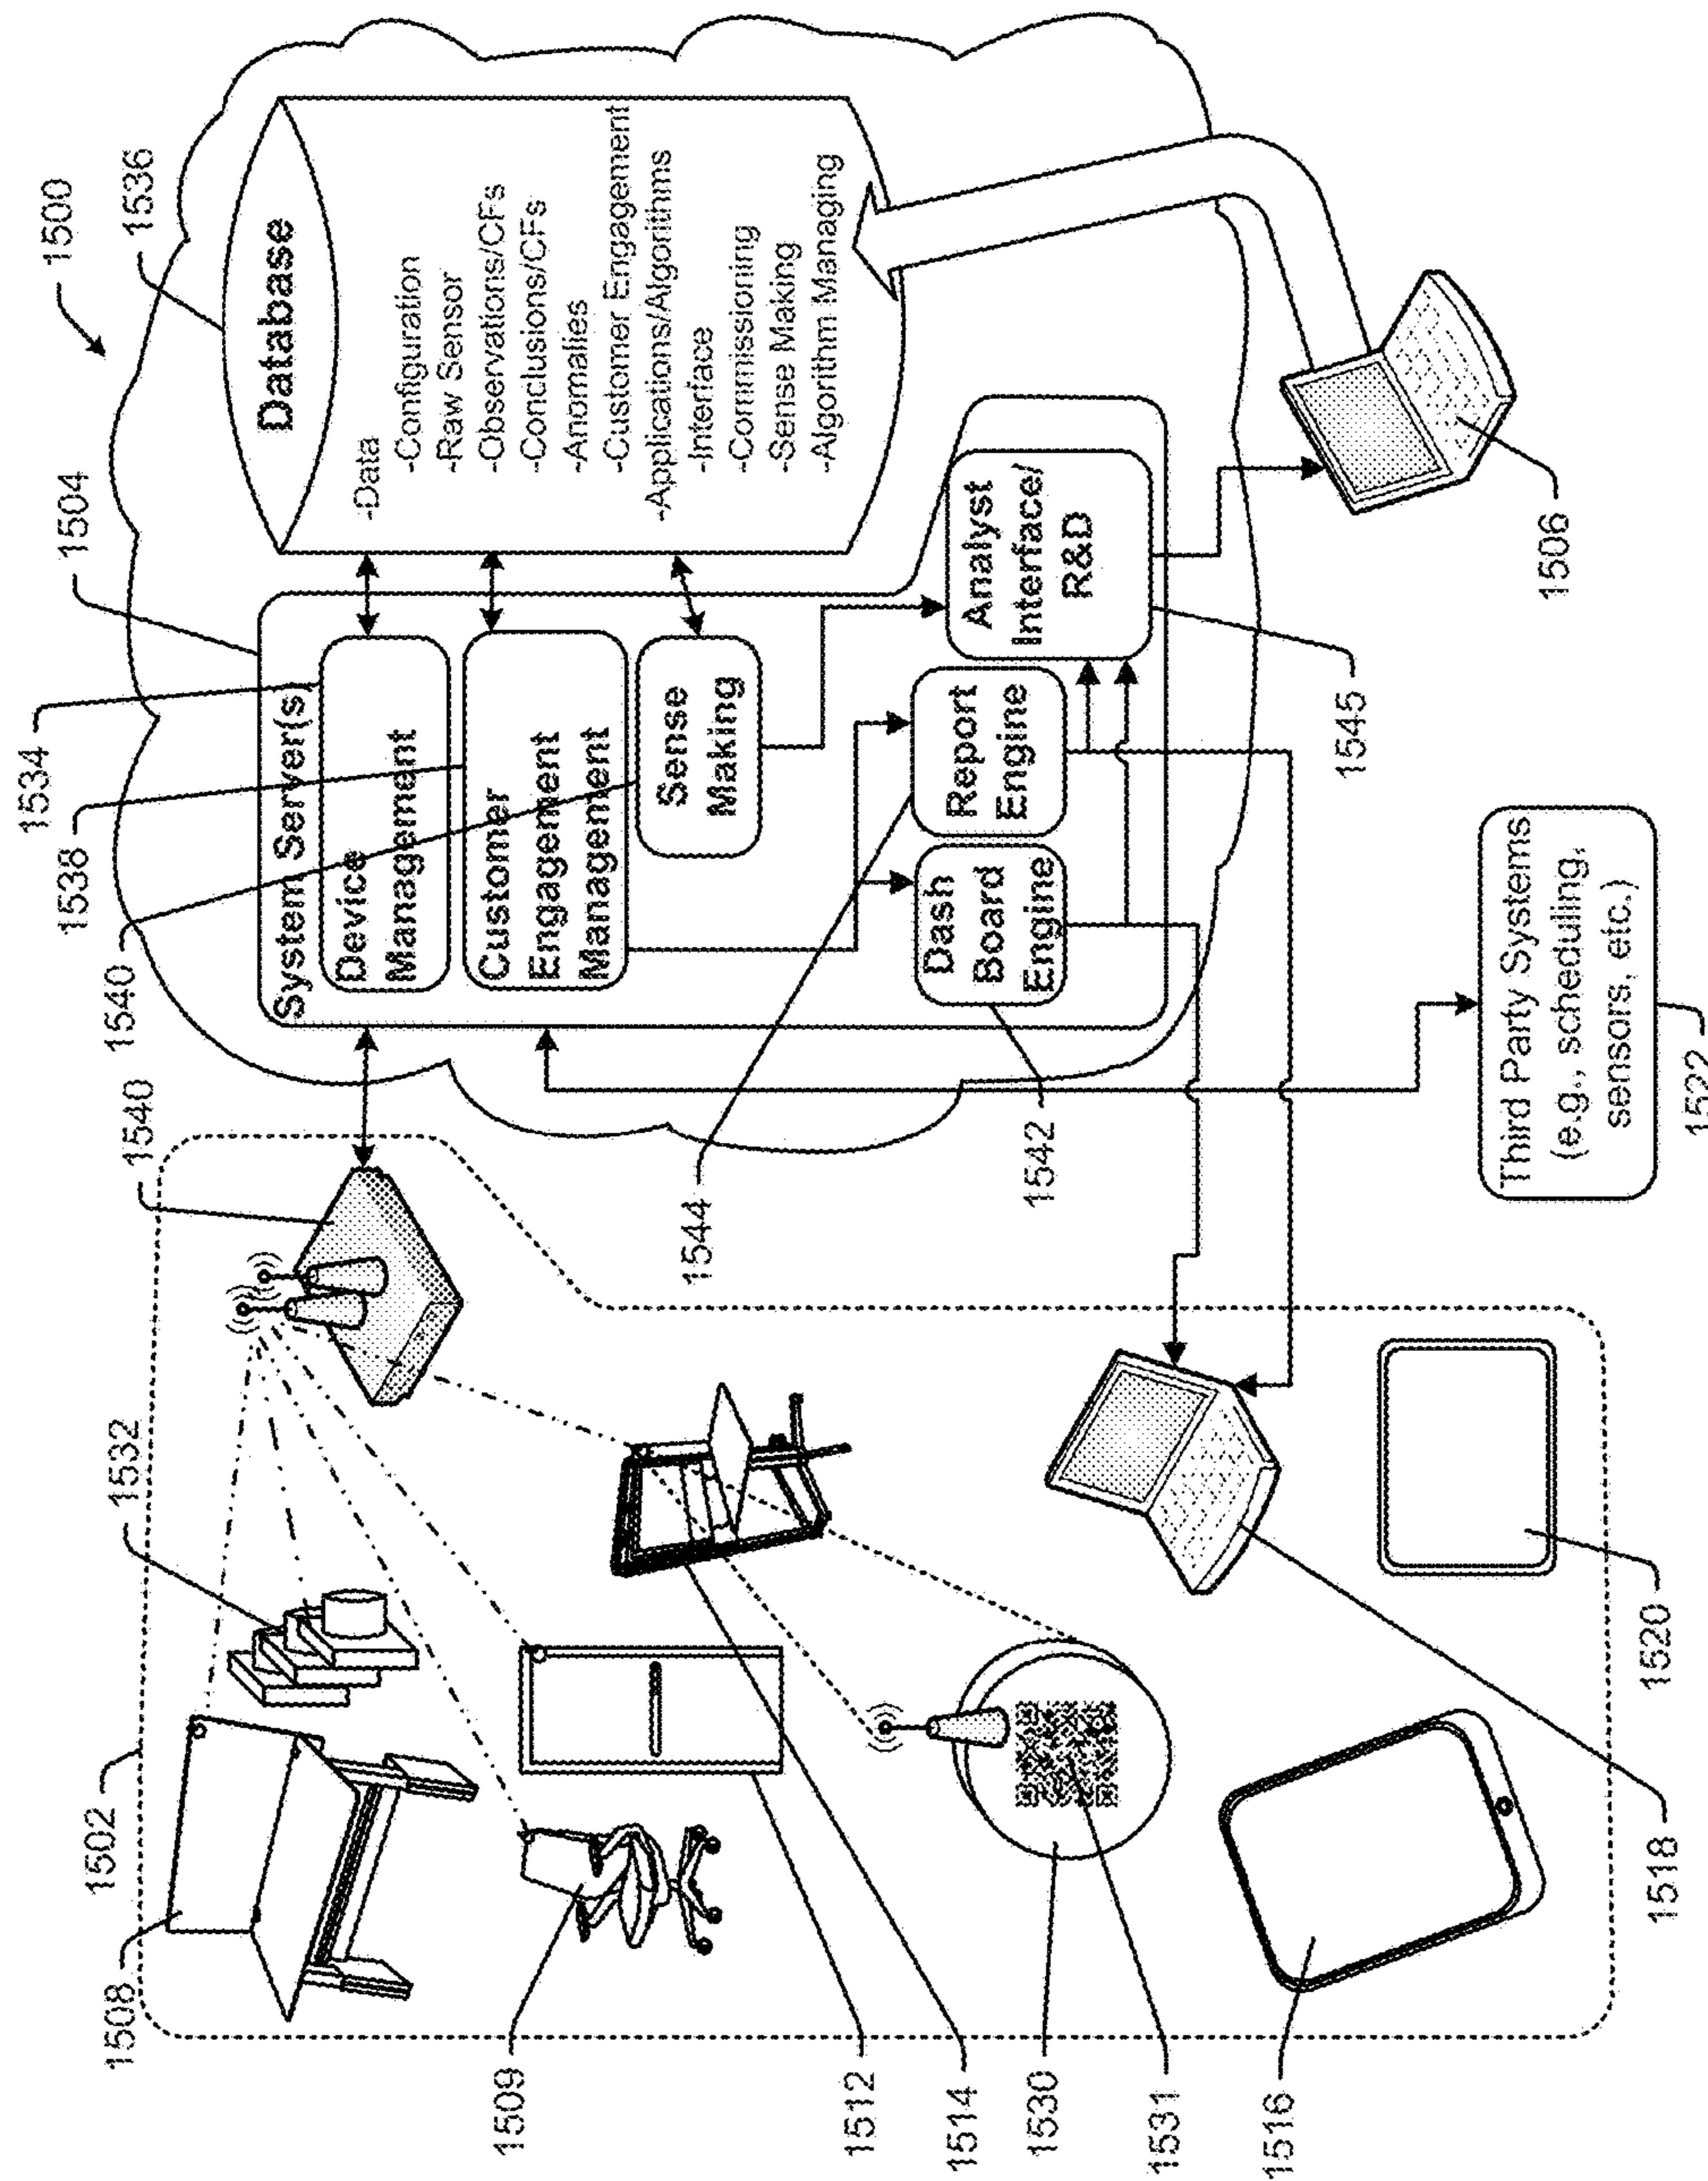 1500
1536
1504
1534
1538
1540
1540
1532
1502
1508
Database
-Data
-Configuration
-Raw Sensor
-Observations/CFs
-Conclusions/CFs
-Anomalies
-Customer Engagement
-Applications/Algorithms
-Interface
-Commissioning
-Sense Making
-Algorithm Managing
System Server(s)
Device
Management
Customer
Engagement
Management
Sense
Making
Dash
Board
Engine
Report
Engine
Analyst
Interface/
R&D
1509
1512
1514
1530
1531
1516
1518
1520
1544
1542
1545
1506
Third Party Systems
(e.g., scheduling,
sensors, etc.)
1522